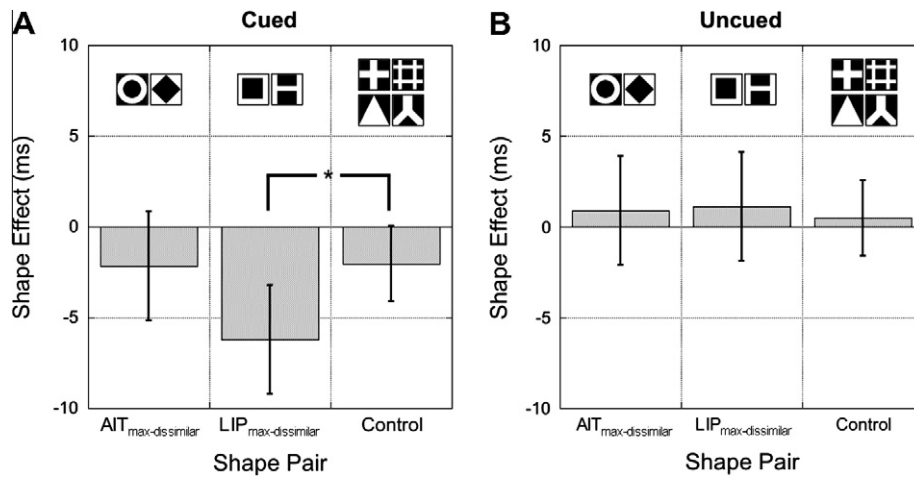 A
Cued
Shape Effect (ms)
10
5
0
-5
-10
*
AITmax-dissimilar
LIPmax-dissimilar
Control
Shape Pair
B
Uncued
Shape Effect (ms)
10
5
0
-5
-10
AITmax-dissimilar
LIPmax-dissimilar
Control
Shape Pair